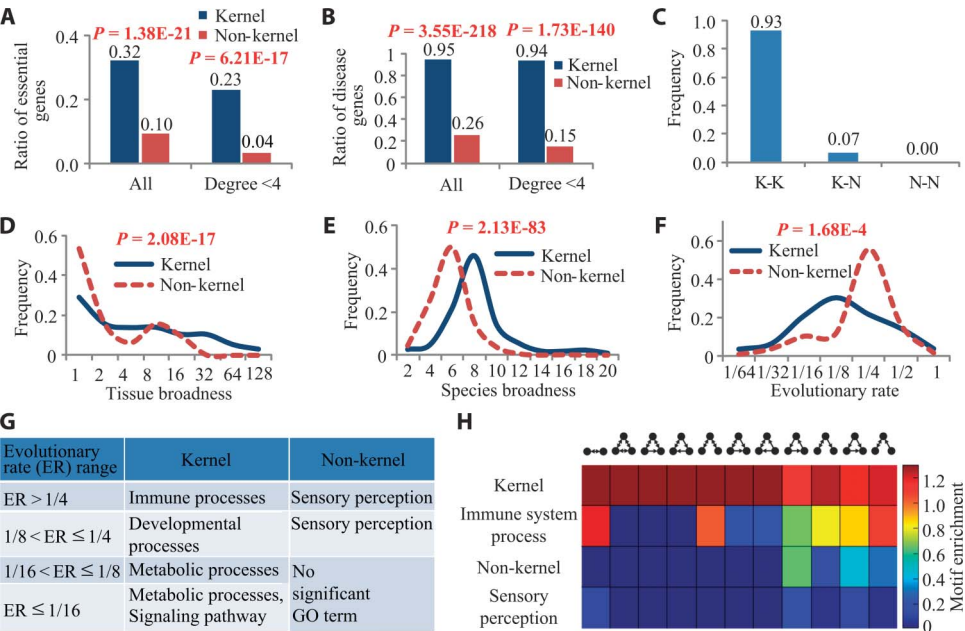 A
P = 1.38E-21
Kernel
Non-kernel
P = 6.21E-17
Ratio of essential
genes
0.4
0.2
0.0
0.32
0.10
0.23
0.04
All
Degree <4
B
P = 3.55E-218
P = 1.73E-140
Kernel
Non-kernel
Ratio of disease
genes
1
0.8
0.6
0.4
0.2
0
0.95
0.26
0.94
0.15
All
Degree <4
C
Frequency
1.0
0.8
0.6
0.4
0.2
0.0
0.93
0.07
0.00
K-K
K-N
N-N
D
P = 2.08E-17
Kernel
Non-kernel
Frequency
0.6
0.4
0.2
0
1 2 4 8 16 32 64 128
Tissue broadness
E
P = 2.13E-83
Kernel
Non-kernel
Frequency
0.6
0.4
0.2
0
2 4 6 8 10 12 14 16 18 20
Species broadness
F
P = 1.68E-4
Kernel
Non-kernel
Frequency
0.6
0.4
0.2
0
1/64 1/32 1/16 1/8 1/4 1/2 1
Evolutionary rate
G
Evolutionary
rate (ER) range
Kernel
Non-kernel
ER > 1/4
Immune processes
Sensory perception
1/8 < ER ≤ 1/4
Developmental
processes
Sensory perception
1/16 < ER ≤ 1/8
Metabolic processes
No
significant
GO term
ER ≤ 1/16
Metabolic processes,
Signaling pathway
H
Kernel
Immune system
process
Non-kernel
Sensory
perception
1.2
1.0
0.8
0.6
0.4
0.2
0
Motif enrichment